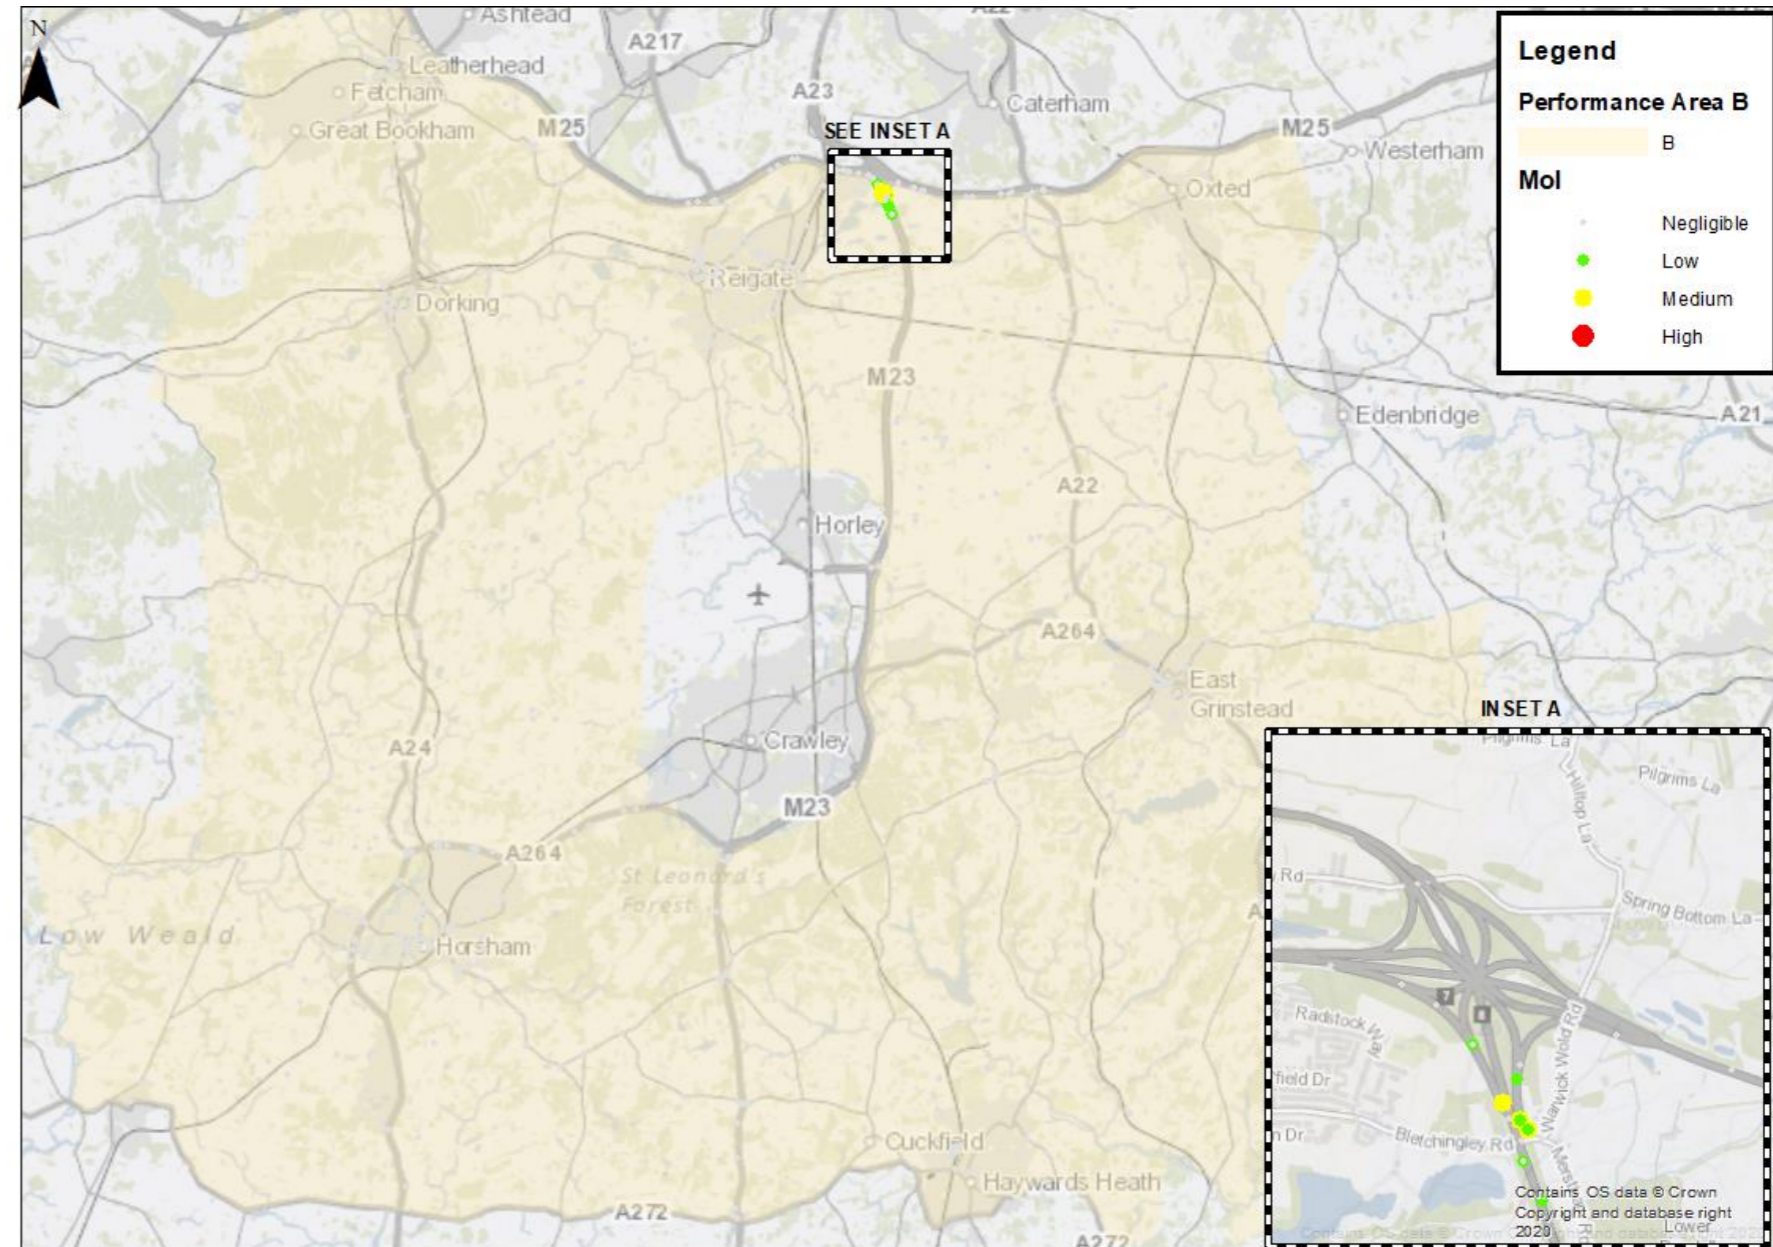 N
Ashtead
A22
A217
Leatherhead
Fetcham
A23
Caterham
Great Bookham
M25
SEE INSET A
M25
Westerham
Oxted
Reigate
Dorking
M23
Edenbridge
A21
A22
Horley
A264
East
Grinstead
Crawley
A24
M23
A264
St Leonard's
Forest
Low Weald
Horsham
Cuckfield
Haywards Heath
A272
A272
Legend
Performance Area B
B
MoI
Negligible
Low
Medium
High
INSET A
Pilgrims La
Pilgrims La
Hilltop La
Rd
Spring Bottom La
7
8
Radstock Way
Warwick Wold Rd
field Dr
n Dr
Bletchingley Rd
Contains OS data © Crown
Copyright and database right
2020
Lower